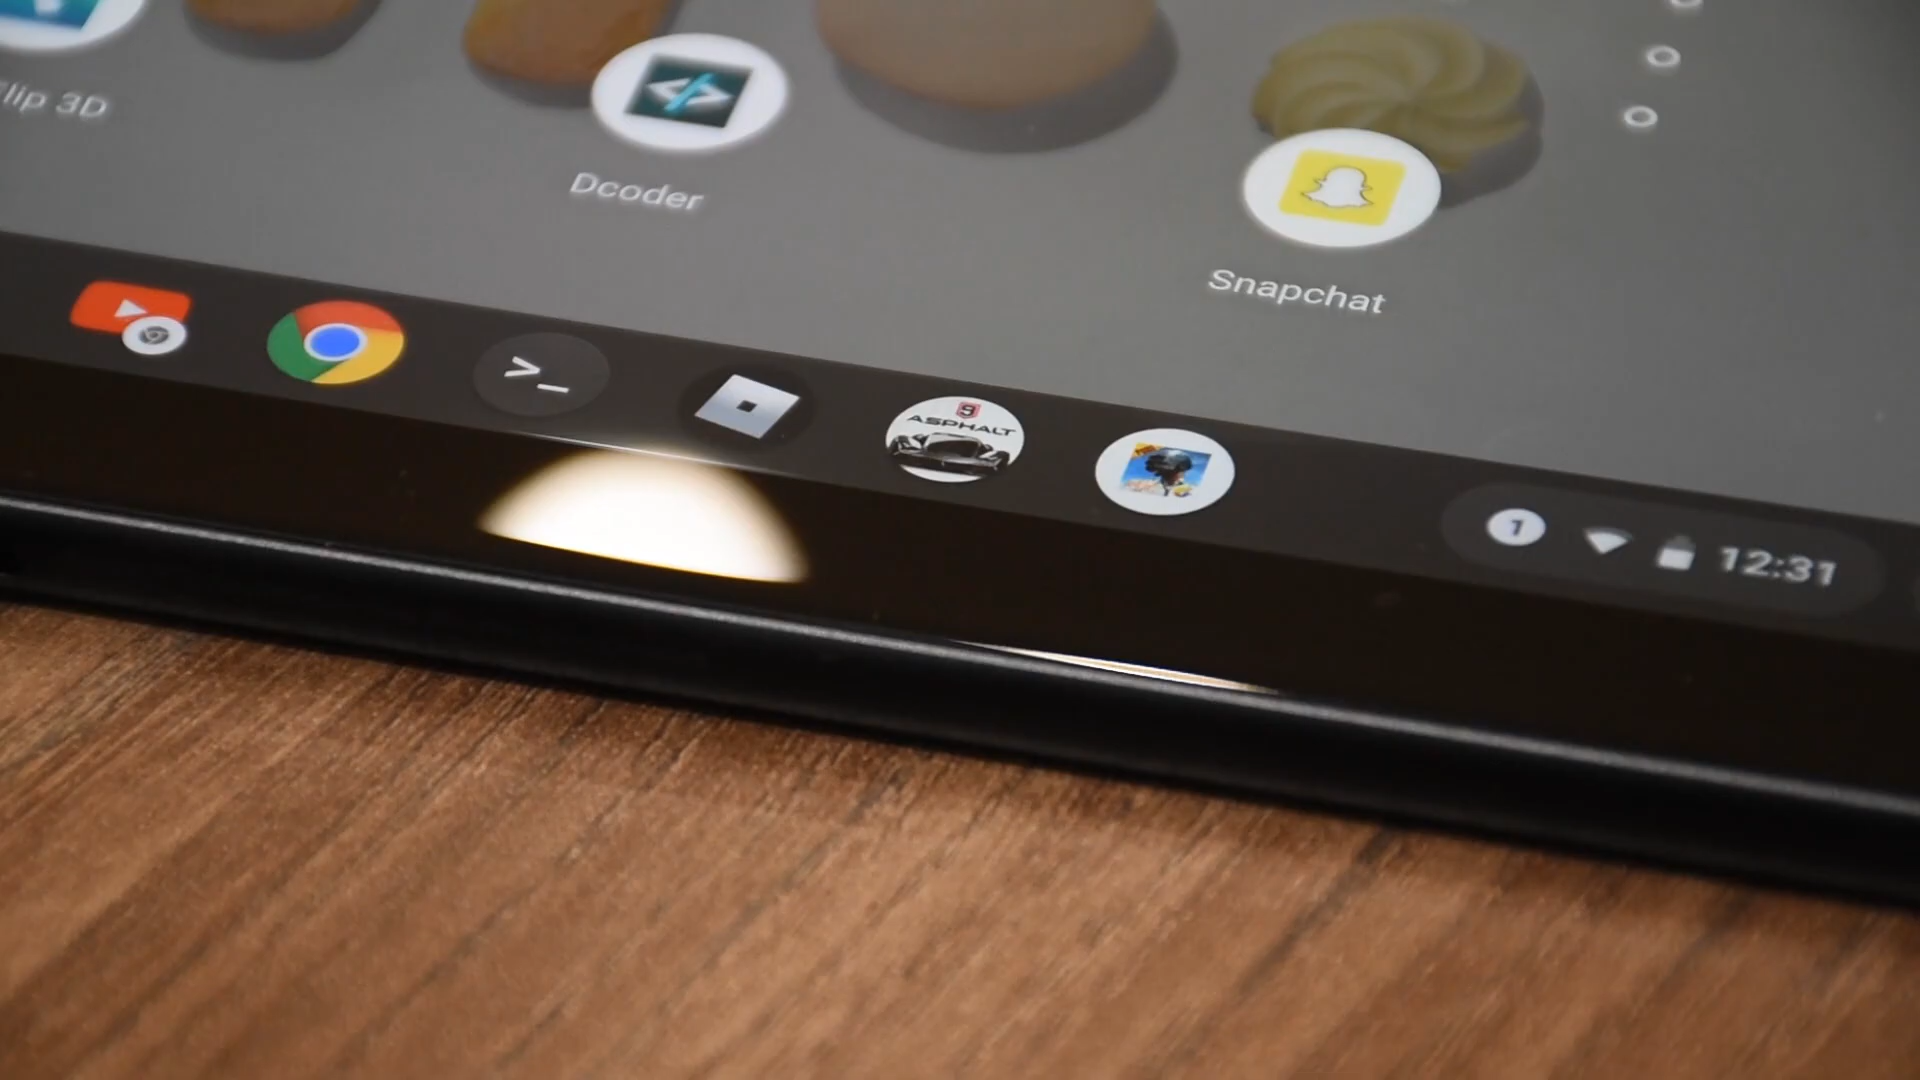 lip 3D
Dcoder
Snapchat
>_
9
ASPHALT
1
12:31